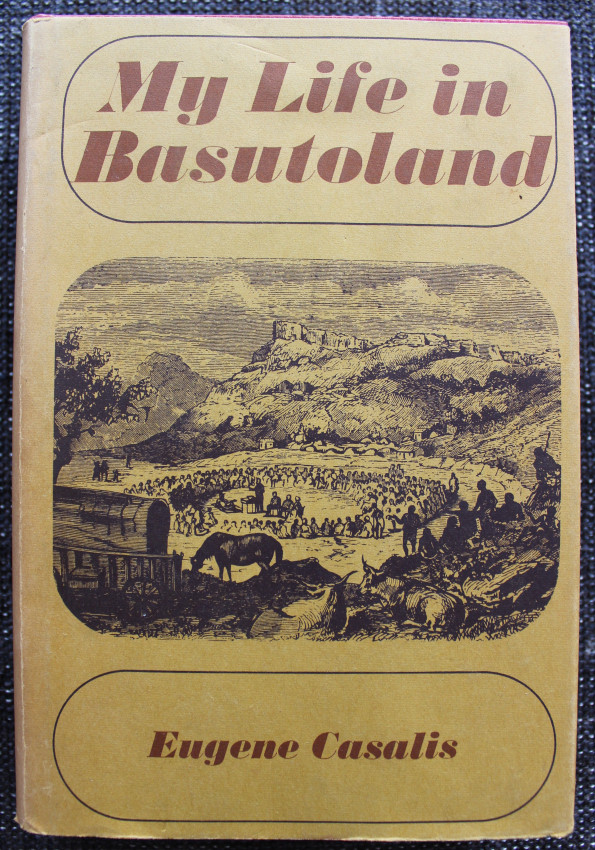 My Life in
Basutoland
Eugene Casalis